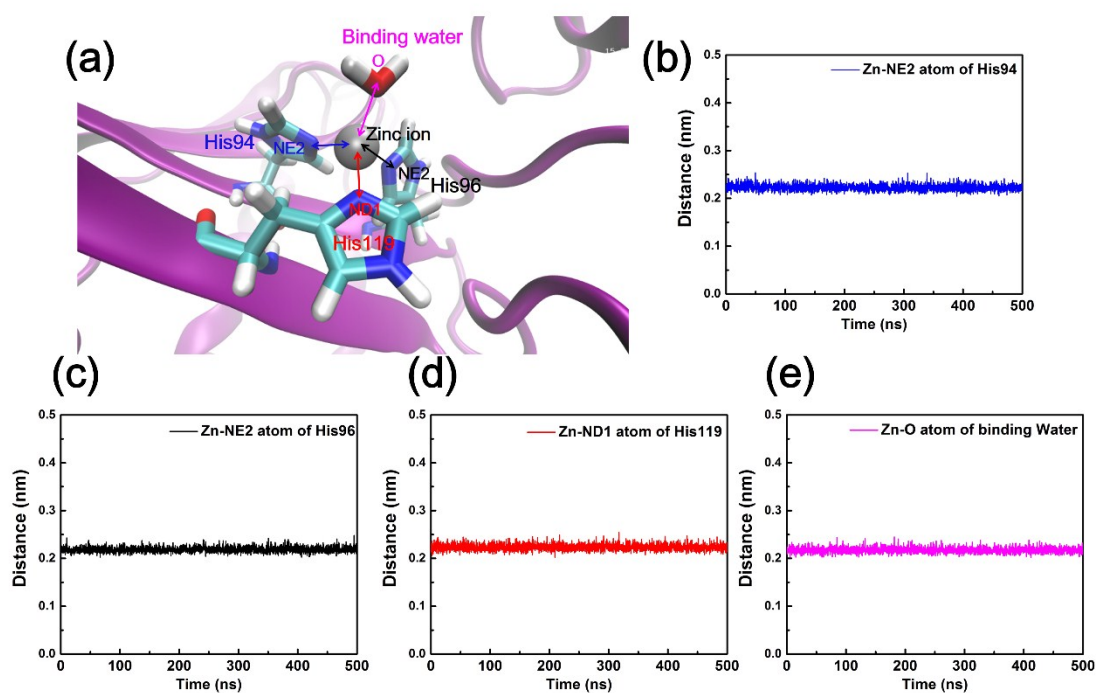 (a)
Binding water
O
His94
NE2
Zinc ion
NE2
His96
ND1
His119
(b)
Zn-NE2 atom of His94
Distance (nm)
0.5
0.4
0.3
0.2
0.1
0.0
0 100 200 300 400 500
Time (ns)
(c)
Zn-NE2 atom of His96
Distance (nm)
0.5
0.4
0.3
0.2
0.1
0.0
0 100 200 300 400 500
Time (ns)
(d)
Zn-ND1 atom of His119
Distance (nm)
0.5
0.4
0.3
0.2
0.1
0.0
0 100 200 300 400 500
Time (ns)
(e)
Zn-O atom of binding Water
Distance (nm)
0.5
0.4
0.3
0.2
0.1
0.0
0 100 200 300 400 500
Time (ns)